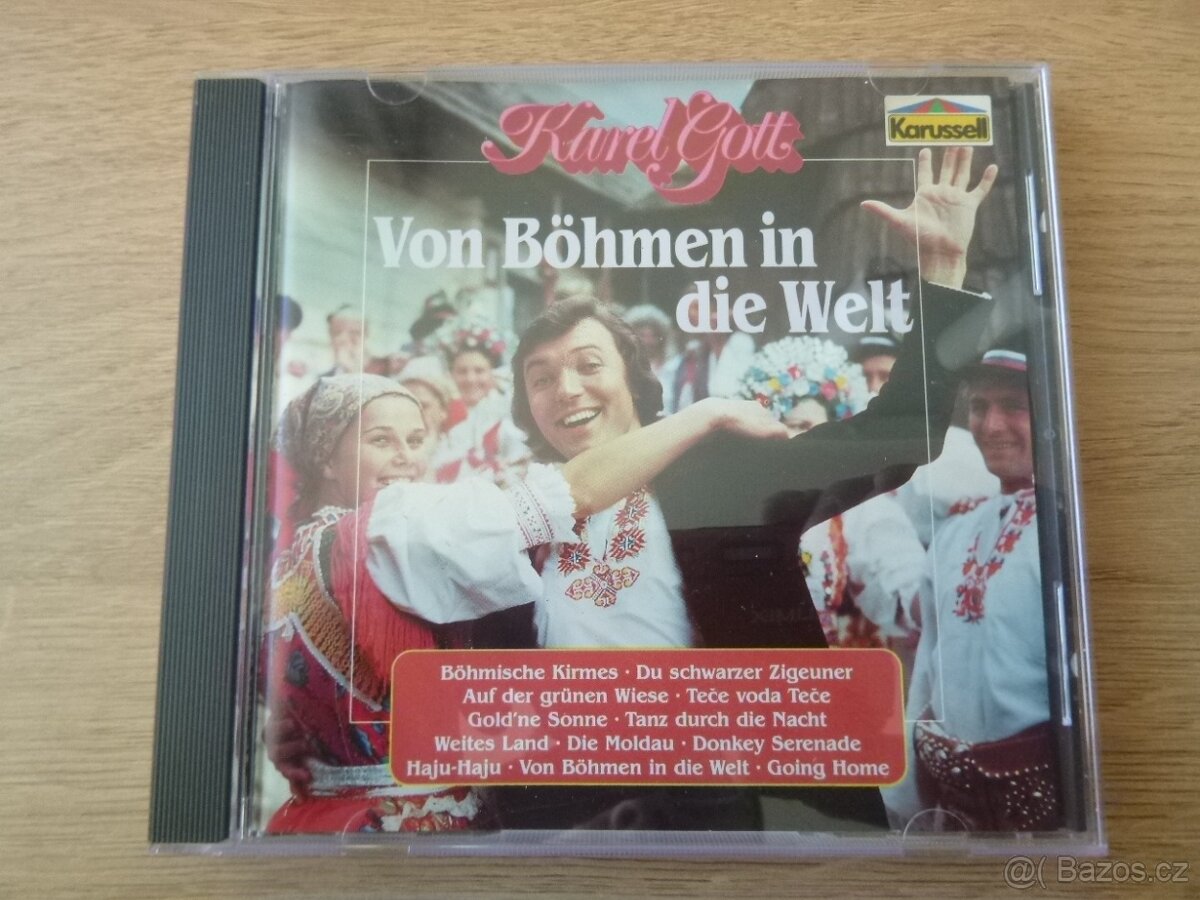 Karel Gott
Karussell
Von Böhmen in
die Welt
Böhmische Kirmes · Du schwarzer Zigeuner
Auf der grünen Wiese · Teče voda Teče
Gold'ne Sonne · Tanz durch die Nacht
Weites Land · Die Moldau · Donkey Serenade
Haju-Haju · Von Böhmen in die Welt · Going Home
@( Bazos.cz